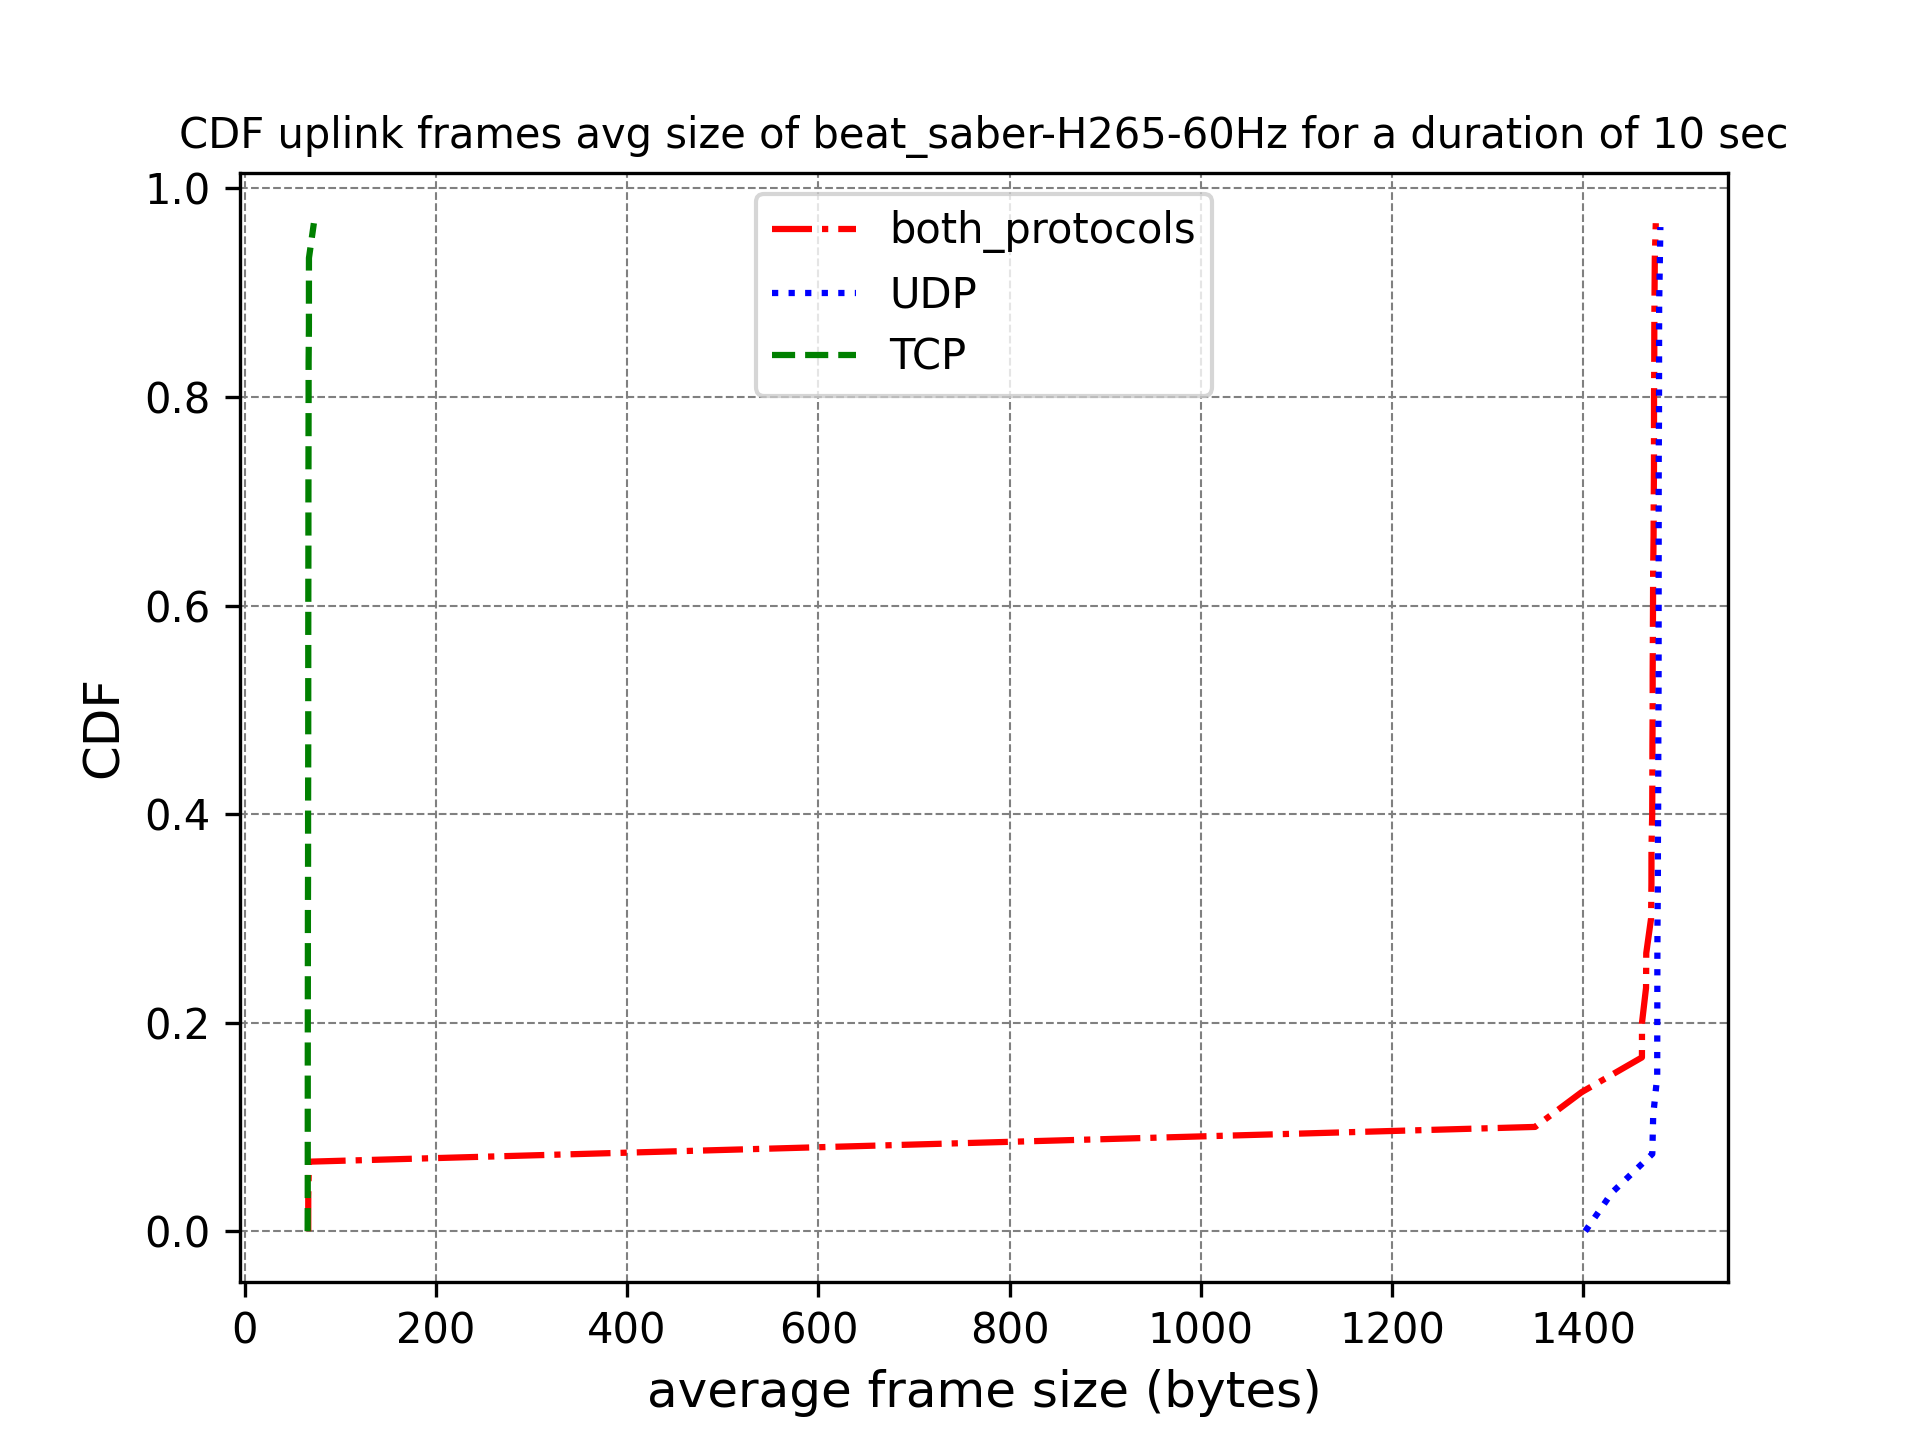 CDF uplink frames avg size of beat_saber-H265-60Hz for a duration of 10 sec
both_protocols
UDP
TCP
1.0
0.8
0.6
0.4
0.2
0.0
CDF
0 200 400 600 800 1000 1200 1400
average frame size (bytes)